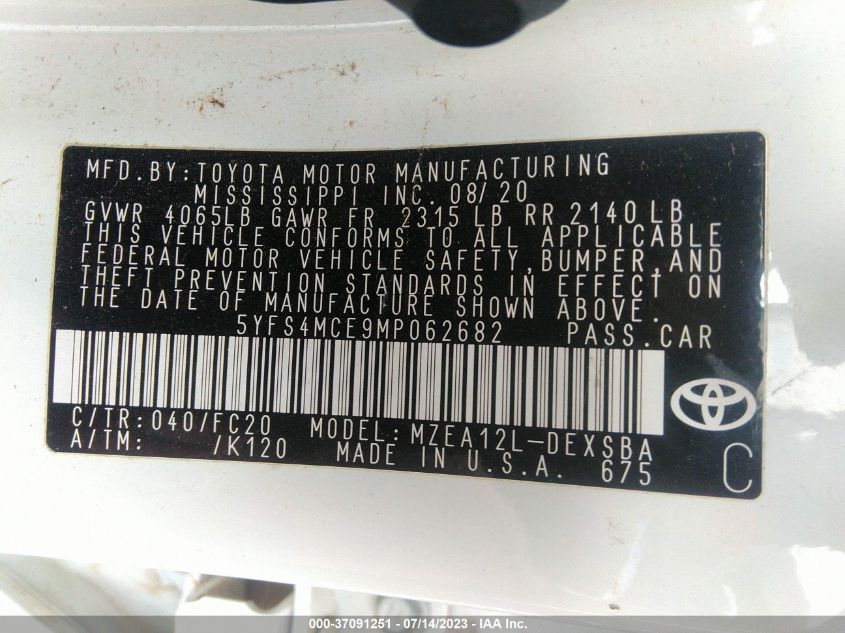 MFD.BY:TOYOTA MOTOR MANUFACTURING
MISSISSIPPI INC. 08/20
GVWR 4065LB GAWR FR 2315 LB RR 2140 LB
THIS VEHICLE CONFORMS TO ALL APPLICABLE
FEDERAL MOTOR VEHICLE SAFETY,BUMPER,AND
THEFT PREVENTION STANDARDS IN EFFECT ON
THE DATE OF MANUFACTURE SHOWN ABOVE.
5YFS4MCE9MP062682 PASS.CAR
C/TR:040/FC20 MODEL:MZEA12L-DEXSBA
A/TM: /K120 MADE IN U.S.A. 675
C
000-37091251 - 07/14/2023 - IAA Inc.